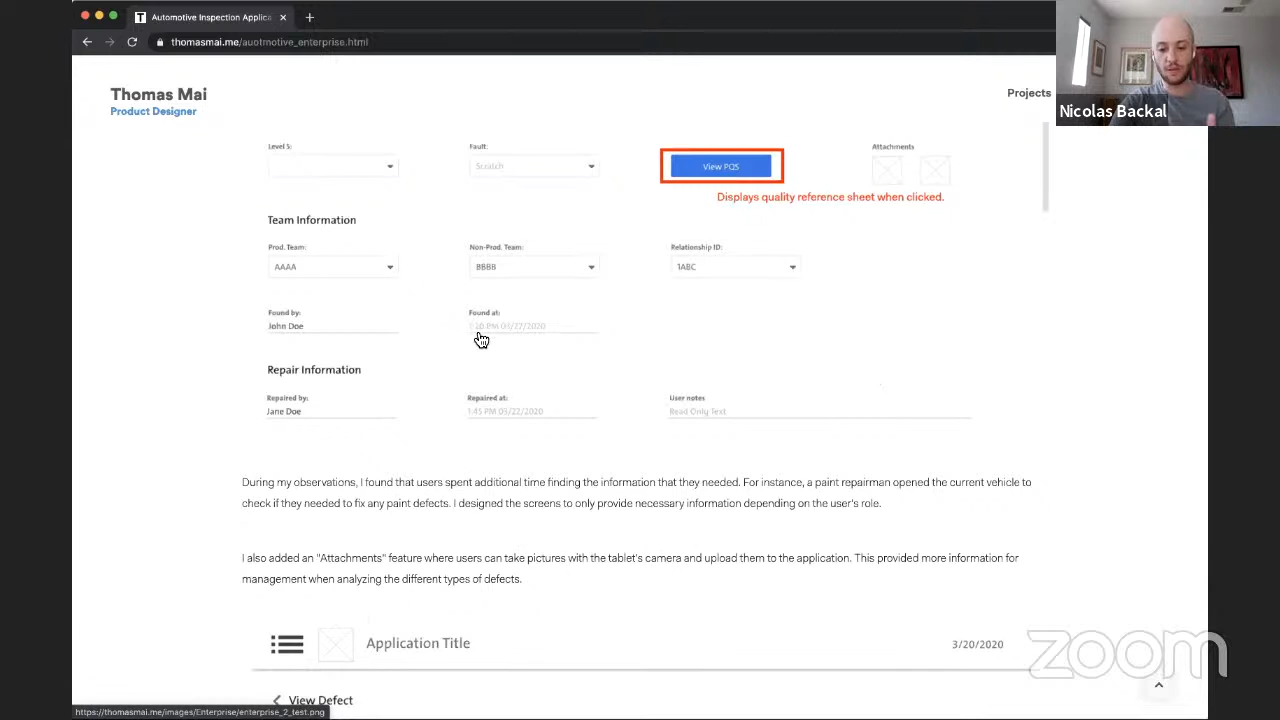 Automotive Inspection Applica
thomasmai.me/auotmotive_enterprise.html
Nicolas Backal
Thomas Mai
Product Designer
Projects
Level 5:
Fault:
Scratch
View PQS
Attachments
Displays quality reference sheet when clicked.
Team Information
Prod. Team:
Non-Prod. Team:
Relationship ID:
AAAA
BBBB
1ABC
Found by:
Found at:
John Doe
1:20 PM 03/22/2020
Repair Information
Repaired by:
Repaired at:
User notes
Jane Doe
1:45 PM 03/22/2020
Read Only Text
During my observations, I found that users spent additional time finding the information that they needed. For instance, a paint repairman opened the current vehicle to
check if they needed to fix any paint defects. I designed the screens to only provide necessary information depending on the user's role.
I also added an "Attachments" feature where users can take pictures with the tablet's camera and upload them to the application. This provided more information for
management when analyzing the different types of defects.
Application Title
3/20/2020
zoom
View Defect
https://thomasmai.me/images/Enterprise/enterprise_2_test.png